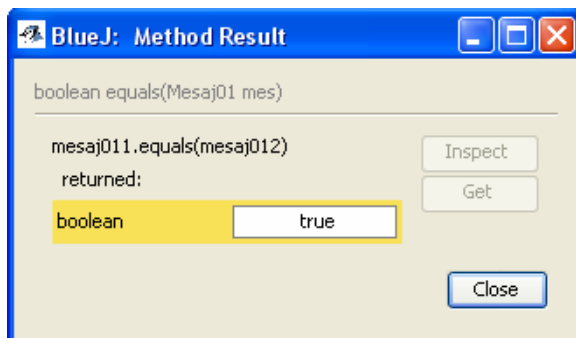 BlueJ: Method Result
boolean equals(Mesaj01 mes)
mesaj011.equals(mesaj012)
returned:
boolean true
Inspect
Get
Close